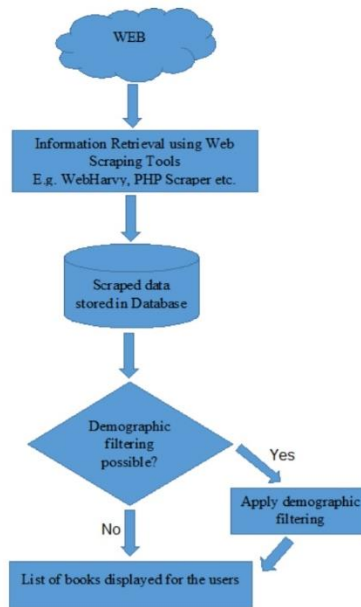 WEB
Information Retrieval using Web
Scraping Tools
E.g. WebHarvy, PHP Scraper etc.
Scraped data
stored in Database
Demographic
filtering
possible?
Yes
Apply demographic
filtering
No
List of books displayed for the users